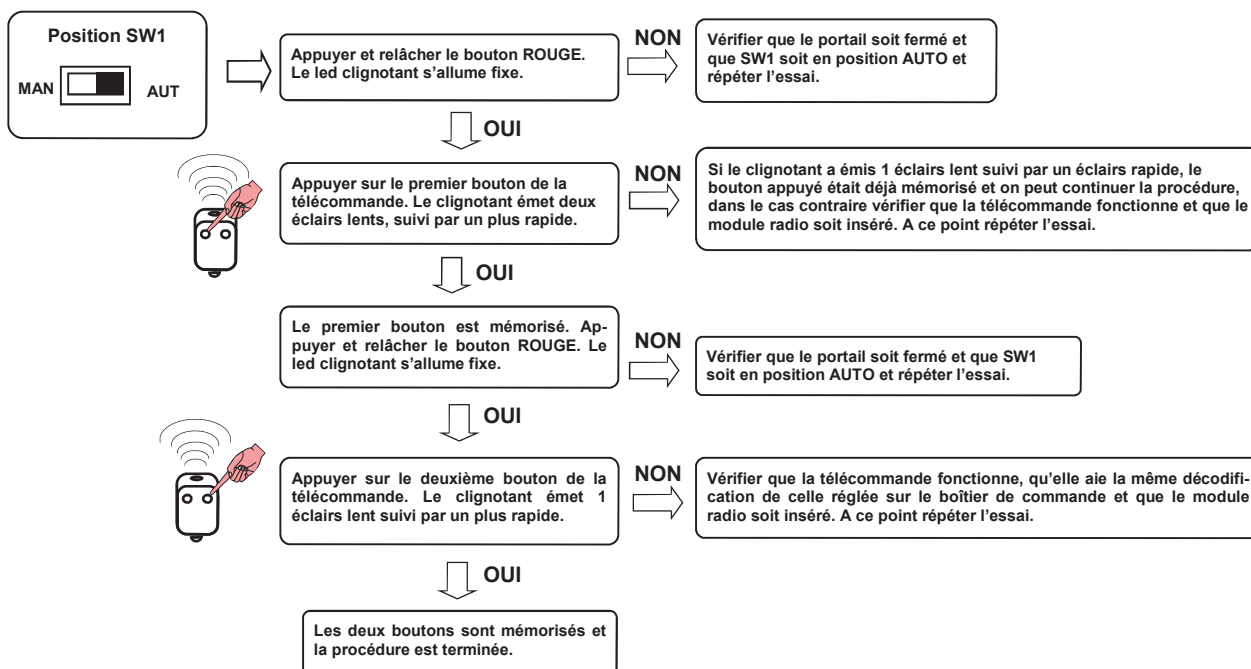 Position SW1
MAN
AUT
Appuyer et relâcher le bouton ROUGE.
Le led clignotant s’allume fixe.
NON
Vérifier que le portail soit fermé et
que SW1 soit en position AUTO et
répéter l’essai.
OUI
Appuyer sur le premier bouton de la
télécommande. Le clignotant émet deux
éclairs lents, suivi par un plus rapide.
NON
Si le clignotant a émis 1 éclairs lent suivi par un éclairs rapide, le
bouton appuyé était déjà mémorisé et on peut continuer la procédure,
dans le cas contraire vérifier que la télécommande fonctionne et que le
module radio soit inséré. A ce point répéter l’essai.
OUI
Le premier bouton est mémorisé. Ap-
puyer et relâcher le bouton ROUGE. Le
led clignotant s’allume fixe.
NON
Vérifier que le portail soit fermé et que SW1
soit en position AUTO et répéter l’essai.
OUI
Appuyer sur le deuxième bouton de la
télécommande. Le clignotant émet 1
éclairs lent suivi par un plus rapide.
NON
Vérifier que la télécommande fonctionne, qu’elle aie la même décodifi-
cation de celle réglée sur le boîtier de commande et que le module
radio soit inséré. A ce point répéter l’essai.
OUI
Les deux boutons sont mémorisés et
la procédure est terminée.